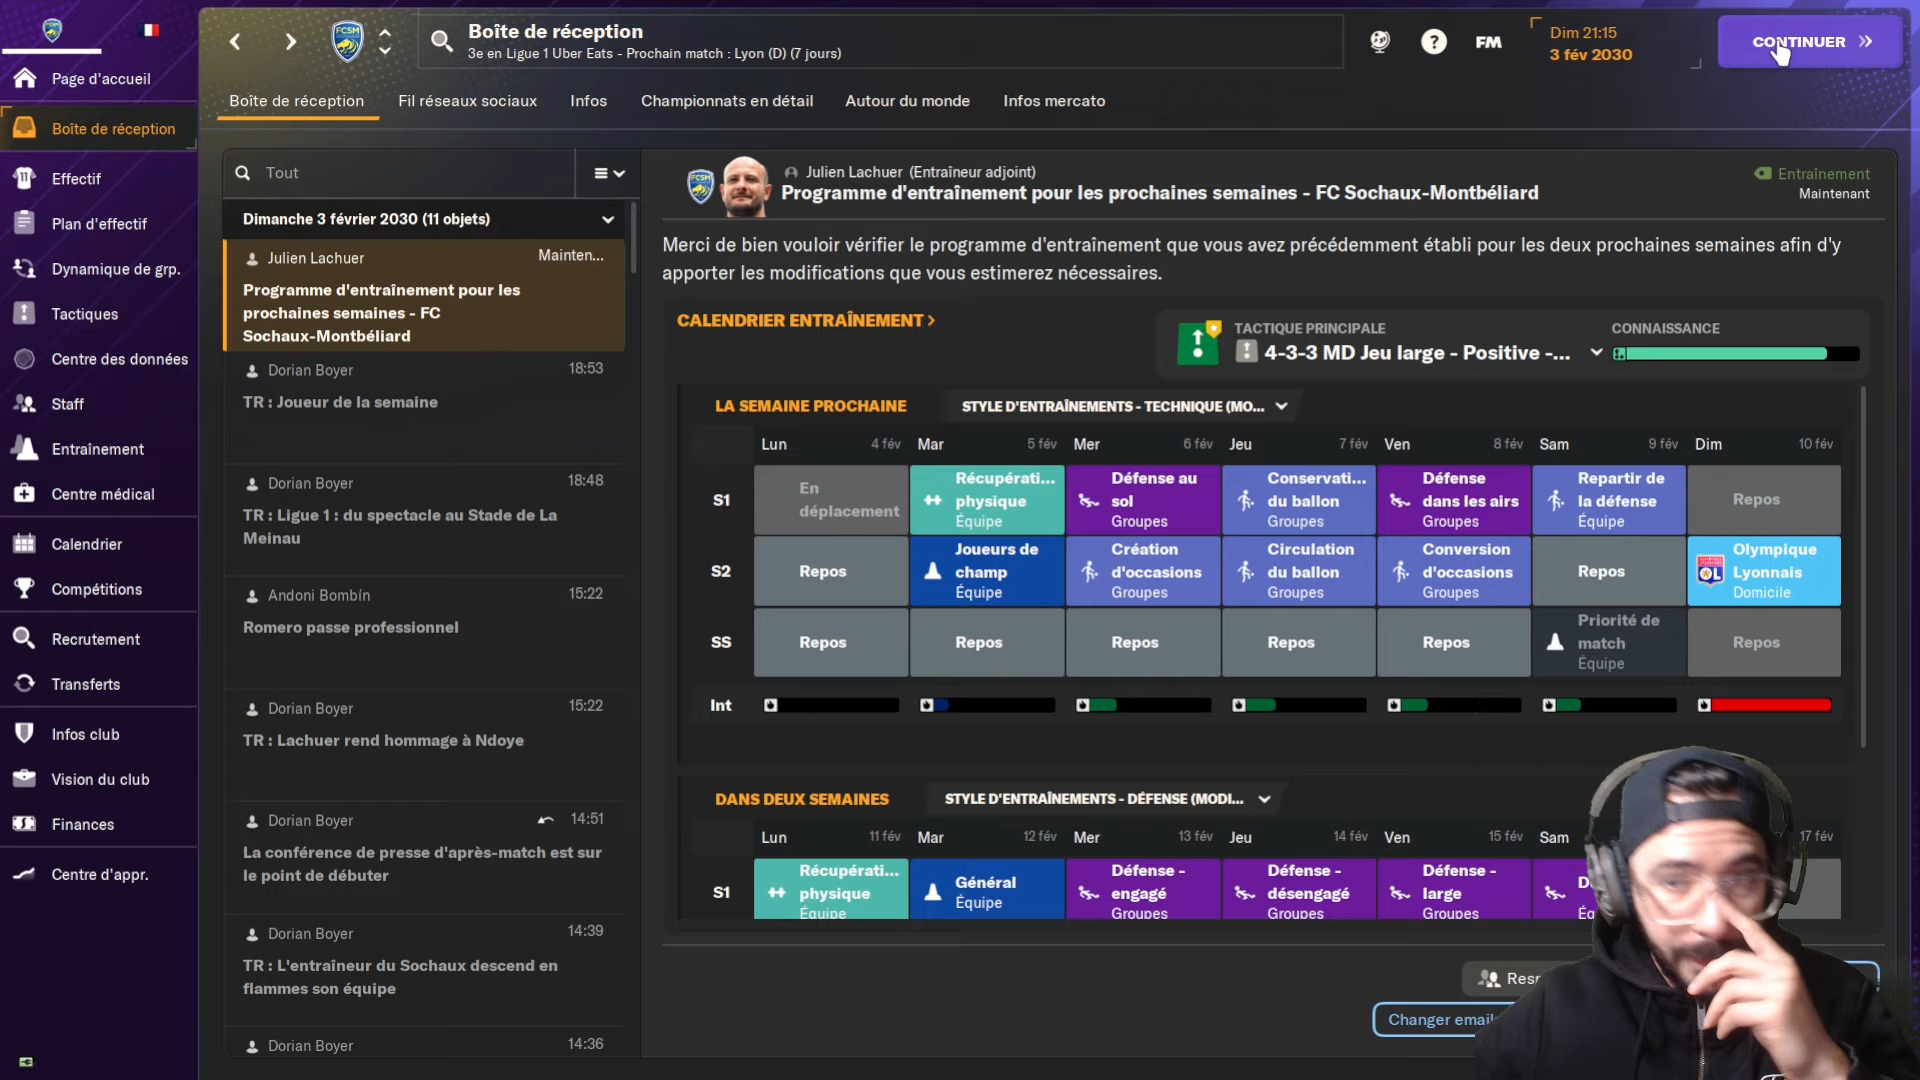 Page d'accueil
Boîte de réception
Effectif
Plan d'effectif
Dynamique de grp.
Tactiques
Centre des données
Staff
Entraînement
Centre médical
Calendrier
Compétitions
Recrutement
Transferts
Infos club
Vision du club
Finances
Centre d'appr.
FCSM
Boîte de réception
3e en Ligue 1 Uber Eats - Prochain match : Lyon (D) (7 jours)
?
FM
Dim 21:15
3 fév 2030
CONTINUER
Boîte de réception
Fil réseaux sociaux
Infos
Championnats en détail
Autour du monde
Infos mercato
Tout
Dimanche 3 février 2030 (11 objets)
Julien Lachuer
Mainten...
Programme d'entraînement pour les
prochaines semaines - FC
Sochaux-Montbéliard
Dorian Boyer
18:53
TR : Joueur de la semaine
Dorian Boyer
18:48
TR : Ligue 1 : du spectacle au Stade de La
Meinau
Andoni Bombín
15:22
Romero passe professionnel
Dorian Boyer
15:22
TR : Lachuer rend hommage à Ndoye
Dorian Boyer
14:51
La conférence de presse d'après-match est sur
le point de débuter
Dorian Boyer
14:39
TR : L'entraîneur du Sochaux descend en
flammes son équipe
Dorian Boyer
14:36
FCSM
Julien Lachuer (Entraîneur adjoint)
Programme d'entraînement pour les prochaines semaines - FC Sochaux-Montbéliard
Entraînement
Maintenant
Merci de bien vouloir vérifier le programme d'entraînement que vous avez précédemment établi pour les deux prochaines semaines afin d'y
apporter les modifications que vous estimerez nécessaires.
CALENDRIER ENTRAÎNEMENT >
TACTIQUE PRINCIPALE
4-3-3 MD Jeu large - Positive -...
CONNAISSANCE
LA SEMAINE PROCHAINE
STYLE D'ENTRAÎNEMENTS - TECHNIQUE (MO...
Lun 4 fév Mar 5 fév Mer 6 fév Jeu 7 fév Ven 8 fév Sam 9 fév Dim 10 fév
S1
En
déplacement
Récupérati...
physique
Équipe
Défense au
sol
Groupes
Conservati...
du ballon
Groupes
Défense
dans les airs
Groupes
Repartir de
la défense
Équipe
Repos
S2
Repos
Joueurs de
champ
Équipe
Création
d'occasions
Groupes
Circulation
du ballon
Groupes
Conversion
d'occasions
Groupes
Repos
OL
Olympique
Lyonnais
Domicile
SS
Repos
Repos
Repos
Repos
Repos
Priorité de
match
Équipe
Repos
Int
DANS DEUX SEMAINES
STYLE D'ENTRAÎNEMENTS - DÉFENSE (MODI...
Lun 11 fév Mar 12 fév Mer 13 fév Jeu 14 fév Ven 15 fév Sam 17 fév
S1
Récupérati...
physique
Équipe
Général
Équipe
Défense -
engagé
Groupes
Défense -
désengagé
Groupes
Défense -
large
Groupes
Changer email